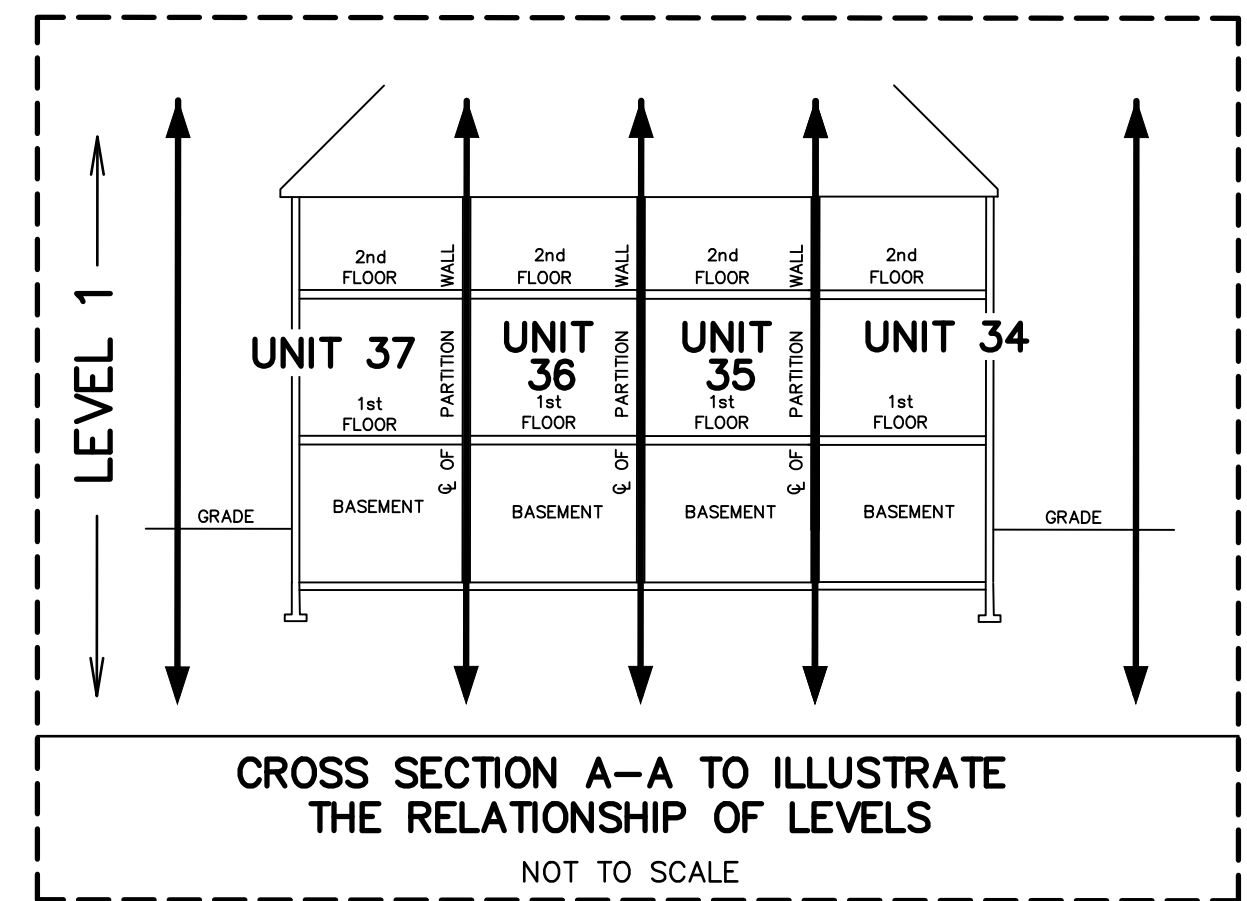 LEVEL 1
2nd
FLOOR
WALL
2nd
FLOOR
WALL
2nd
FLOOR
WALL
2nd
FLOOR
UNIT 37
PARTITION
UNIT
36
PARTITION
UNIT
35
PARTITION
UNIT 34
1st
FLOOR
1st
FLOOR
1st
FLOOR
1st
FLOOR
℄ OF
℄ OF
℄ OF
BASEMENT
BASEMENT
BASEMENT
BASEMENT
GRADE
GRADE
CROSS SECTION A-A TO ILLUSTRATE
THE RELATIONSHIP OF LEVELS
NOT TO SCALE